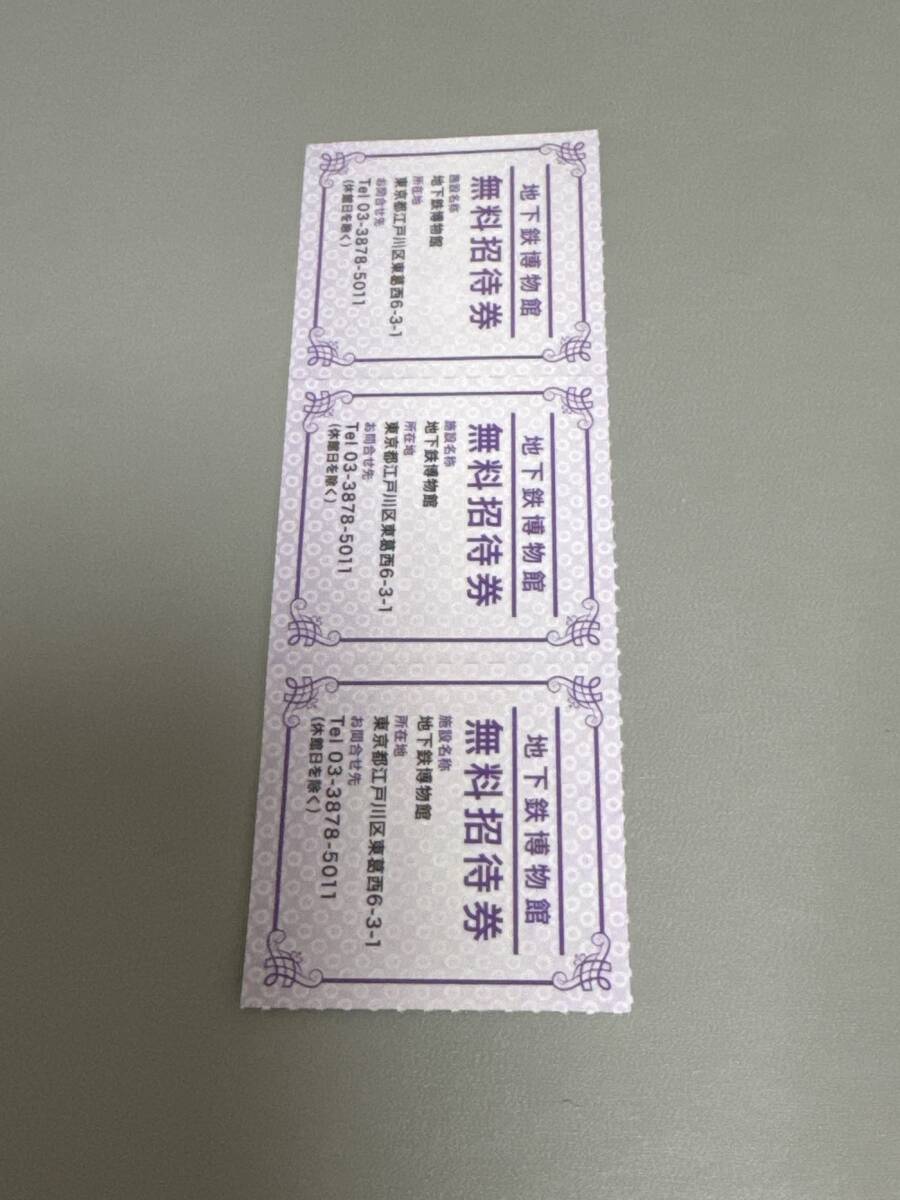 地下鉄博物館
無料招待券
施設名称
地下鉄博物館
所在地
東京都江戸川区東葛西6-3-1
お問合せ先
Tel 03-3878-5011
(休館日を除く)
地下鉄博物館
無料招待券
施設名称
地下鉄博物館
所在地
東京都江戸川区東葛西6-3-1
お問合せ先
Tel 03-3878-5011
(休館日を除く)
地下鉄博物館
無料招待券
施設名称
地下鉄博物館
所在地
東京都江戸川区東葛西6-3-1
お問合せ先
Tel 03-3878-5011
(休館日を除く)